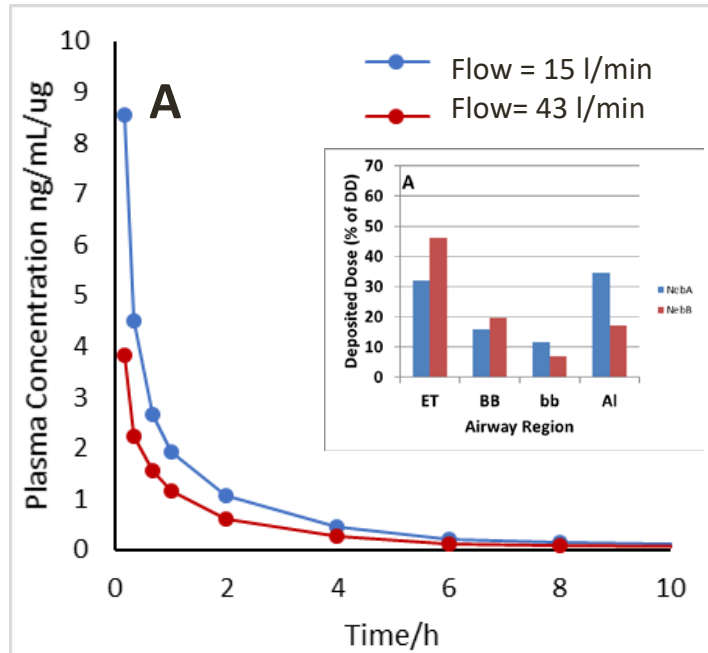 Plasma Concentration ng/mL/ug
10
9
8
7
6
5
4
3
2
1
0
A
Flow = 15 l/min
Flow= 43 l/min
Deposited Dose (% of DD)
70
60
50
40
30
20
10
0
A
NebA
NebB
ET BB bb Al
Airway Region
0 2 4 6 8 10
Time/h